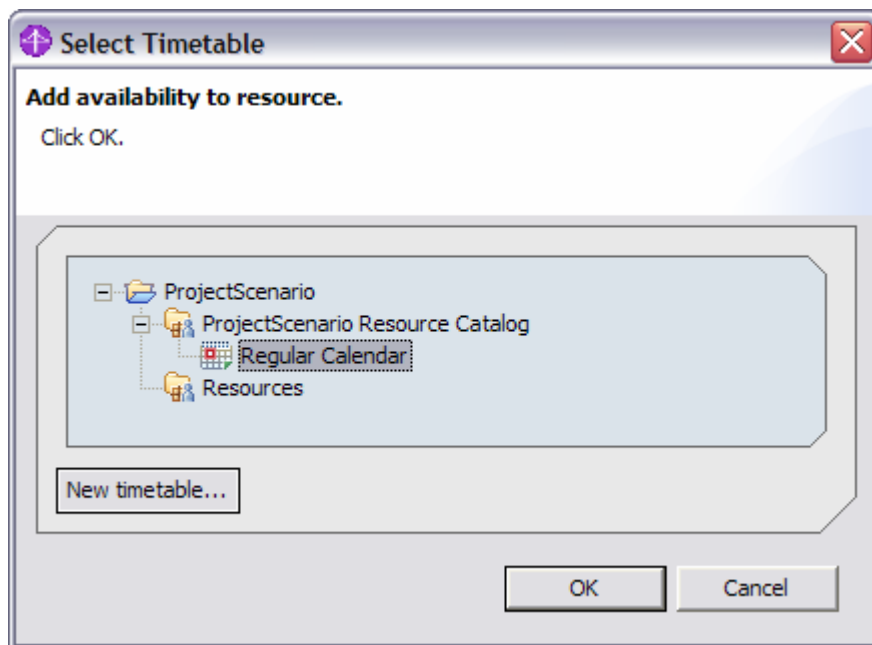 Select Timetable
Add availability to resource.
Click OK.
ProjectScenario
ProjectScenario Resource Catalog
Regular Calendar
Resources
New timetable...
OK
Cancel